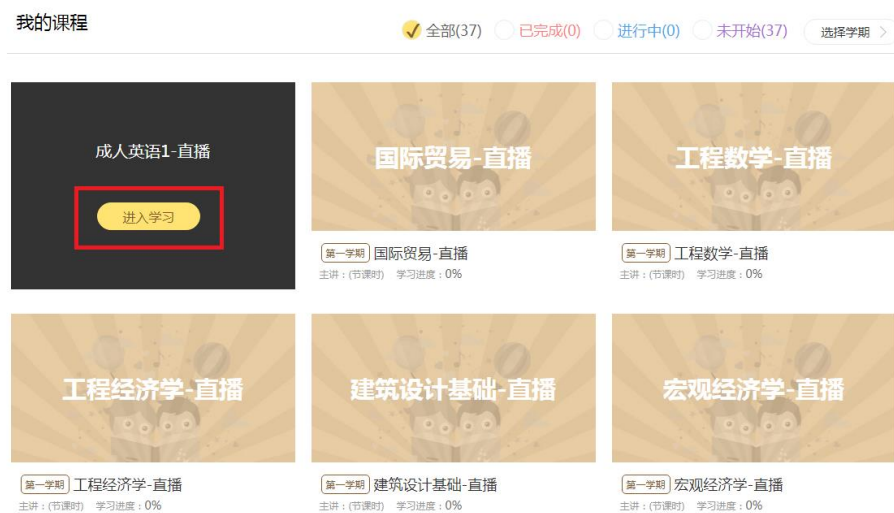 我的课程
全部(37) 已完成(0) 进行中(0) 未开始(37) 选择学期 >
成人英语1-直播
进入学习
国际贸易-直播
第一学期 国际贸易-直播
主讲：(节课时) 学习进度：0%
工程数学-直播
第一学期 工程数学-直播
主讲：(节课时) 学习进度：0%
工程经济学-直播
第一学期 工程经济学-直播
主讲：(节课时) 学习进度：0%
建筑设计基础-直播
第一学期 建筑设计基础-直播
主讲：(节课时) 学习进度：0%
宏观经济学-直播
第一学期 宏观经济学-直播
主讲：(节课时) 学习进度：0%